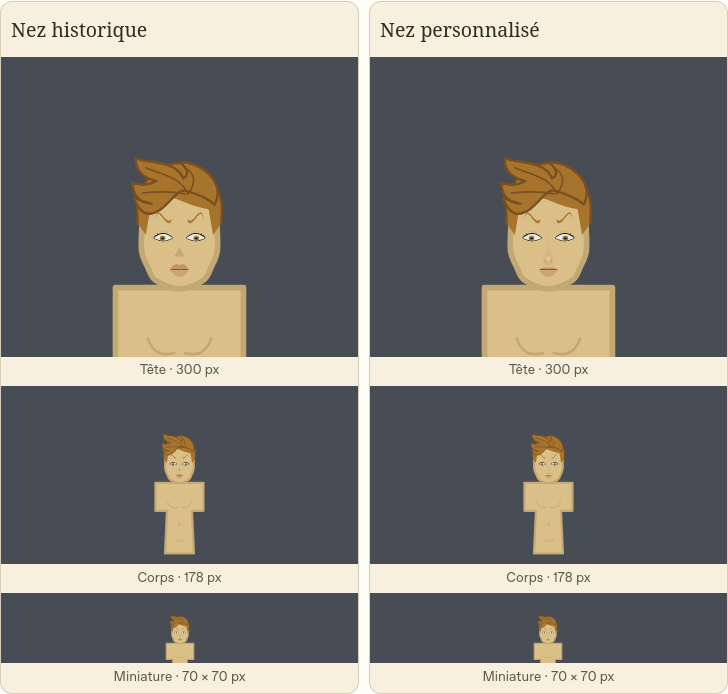 Nez historique
Tête · 300 px
Corps · 178 px
Miniature · 70 × 70 px
Nez personnalisé
Tête · 300 px
Corps · 178 px
Miniature · 70 × 70 px